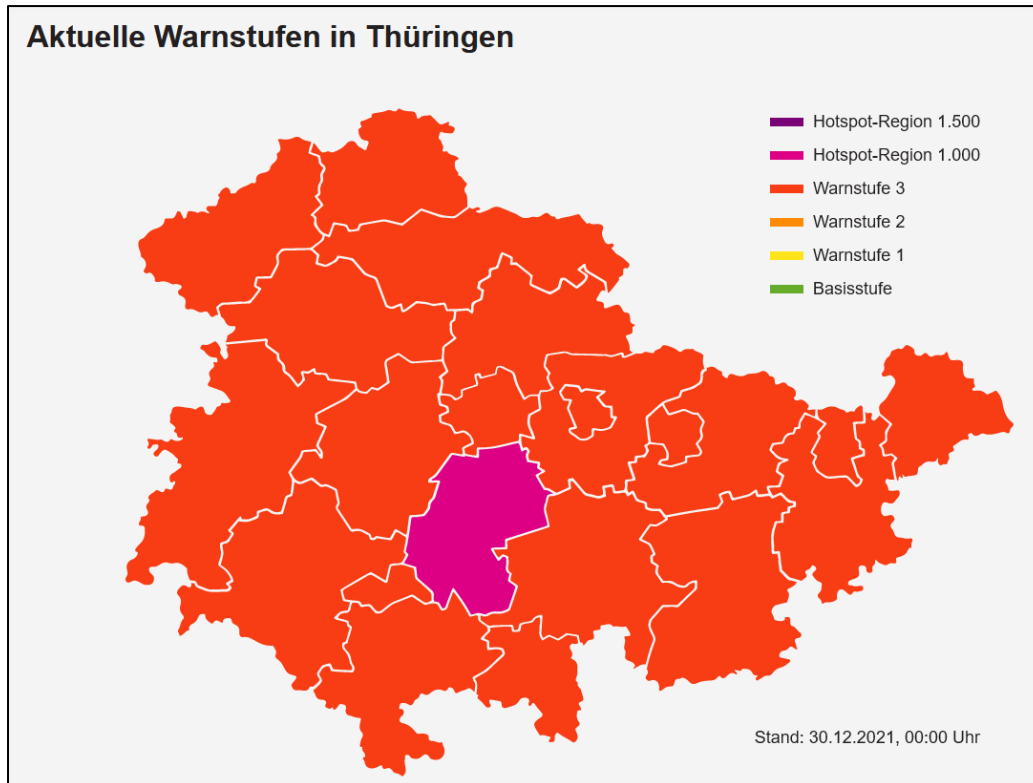 Aktuelle Warnstufen in Thüringen
Hotspot-Region 1.500
Hotspot-Region 1.000
Warnstufe 3
Warnstufe 2
Warnstufe 1
Basisstufe
Stand: 30.12.2021, 00:00 Uhr